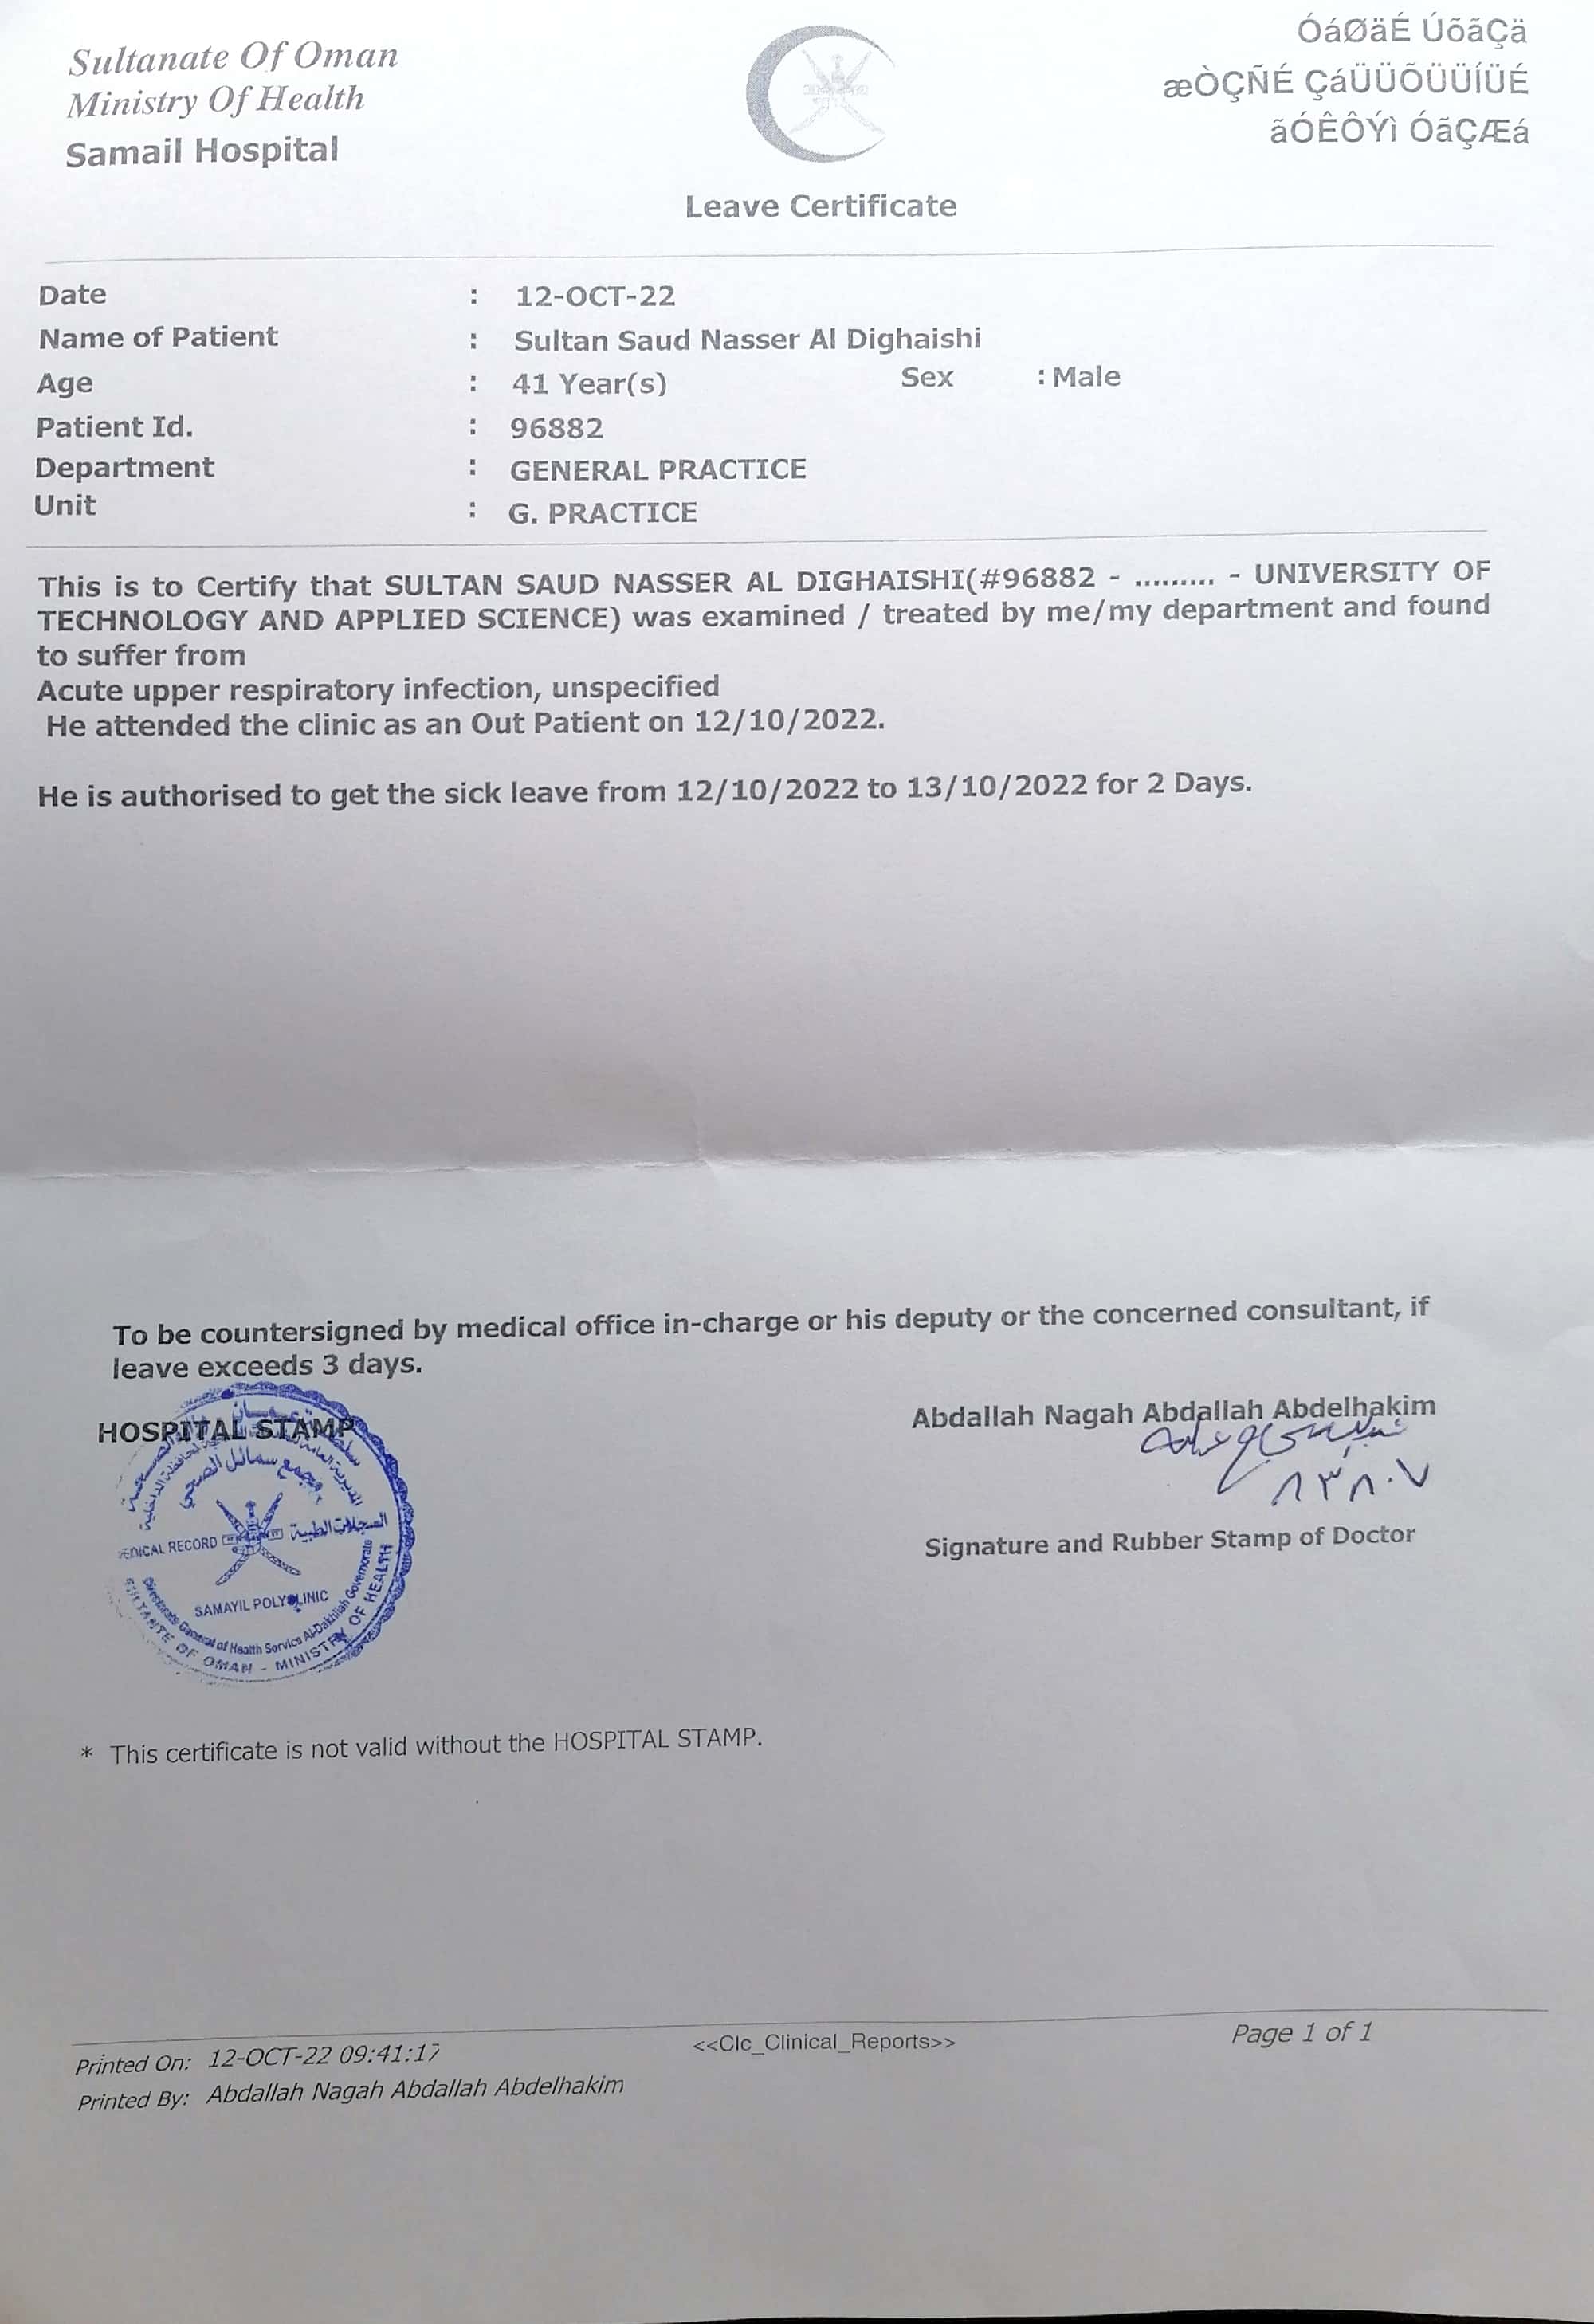 Sultanate Of Oman
Ministry Of Health
Samail Hospital
ÓáØäÉ ÚõãÇä
æÒÇÑÉ ÇáÜÜÕÜÜÍÜÉ
ãÓÊÔÝì ÓãÇÆá
Leave Certificate
Date : 12-OCT-22
Name of Patient : Sultan Saud Nasser Al Dighaishi
Age : 41 Year(s) Sex : Male
Patient Id. : 96882
Department : GENERAL PRACTICE
Unit : G. PRACTICE
This is to Certify that SULTAN SAUD NASSER AL DIGHAISHI(#96882 - ......... - UNIVERSITY OF
TECHNOLOGY AND APPLIED SCIENCE) was examined / treated by me/my department and found
to suffer from
Acute upper respiratory infection, unspecified
He attended the clinic as an Out Patient on 12/10/2022.
He is authorised to get the sick leave from 12/10/2022 to 13/10/2022 for 2 Days.
To be countersigned by medical office in-charge or his deputy or the concerned consultant, if
leave exceeds 3 days.
HOSPITAL STAMP
Abdallah Nagah Abdallah Abdelhakim
٨٣٨٠٧
Signature and Rubber Stamp of Doctor
مجمع سمائل الصحي
MEDICAL RECORD السجلات الطبية
SAMAYIL POLYCLINIC
Directorate General of Health Service Al-Dakhliah Governorate
SULTANTE OF OMAN - MINISTRY OF HEALTH
* This certificate is not valid without the HOSPITAL STAMP.
Printed On: 12-OCT-22 09:41:17
<<Clc_Clinical_Reports>>
Page 1 of 1
Printed By: Abdallah Nagah Abdallah Abdelhakim